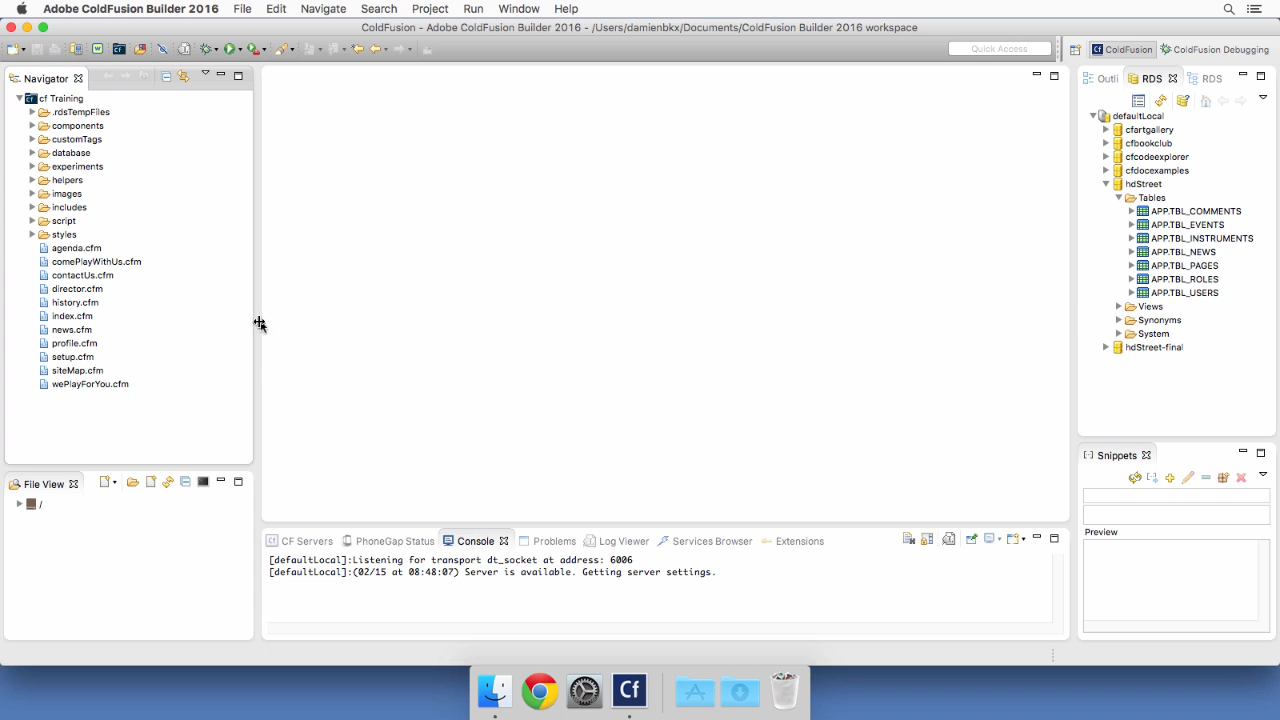 Adobe ColdFusion Builder 2016 File Edit Navigate Search Project Run Window Help
ColdFusion - Adobe ColdFusion Builder 2016 - /Users/damienbkx/Documents/ColdFusion Builder 2016 workspace
Quick Access
Cf ColdFusion ColdFusion Debugging
Navigator
Cf cf Training
.rdsTempFiles
components
customTags
database
experiments
helpers
images
includes
script
styles
agenda.cfm
comePlayWithUs.cfm
contactUs.cfm
director.cfm
history.cfm
index.cfm
news.cfm
profile.cfm
setup.cfm
siteMap.cfm
wePlayForYou.cfm
File View
/
CF Servers PhoneGap Status Console Problems Log Viewer Services Browser Extensions
[defaultLocal]:Listening for transport dt_socket at address: 6006
[defaultLocal]:(02/15 at 08:48:07) Server is available. Getting server settings.
Outli RDS RDS
defaultLocal
cfartgallery
cfbookclub
cfcodeexplorer
cfdocexamples
hdStreet
Tables
APP.TBL_COMMENTS
APP.TBL_EVENTS
APP.TBL_INSTRUMENTS
APP.TBL_NEWS
APP.TBL_PAGES
APP.TBL_ROLES
APP.TBL_USERS
Views
Synonyms
System
hdStreet-final
Snippets
Preview
Cf